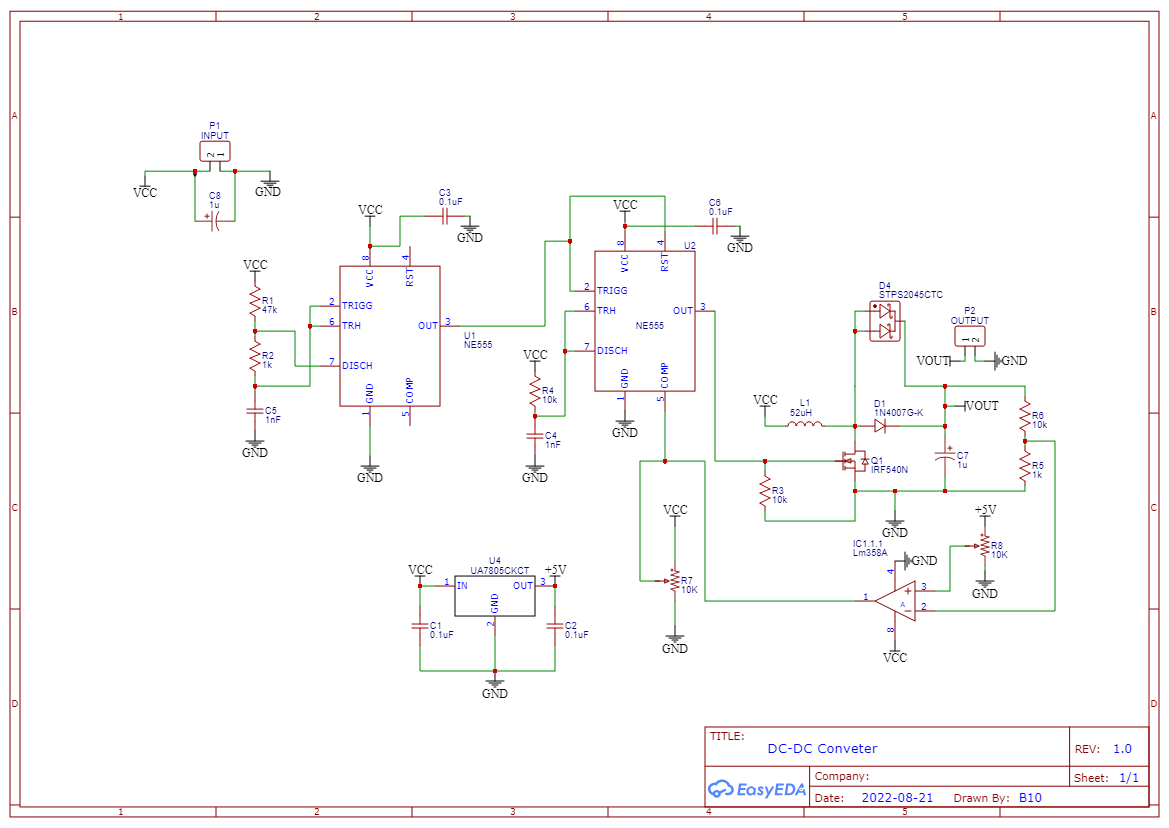 1 2 3 4 5
A A
B B
C C
D D
P1
INPUT
2 1
VCC
GND
C8
1u
+
VCC
R1
47k
R2
1k
C5
1nF
GND
VCC
C3
0.1uF
GND
8 4
VCC RST
2 TRIGG
6 TRH
OUT 3
7 DISCH
GND COMP
1 5
U1
NE555
GND
VCC
C6
0.1uF
GND
U2
8 4
VCC RST
2 TRIGG
6 TRH
OUT 3
NE555
7 DISCH
GND COMP
1 5
GND
VCC
R4
10k
C4
1nF
GND
D4
STPS2045CTC
P2
OUTPUT
1 2
VOUT
GND
VCC
L1
52uH
D1
1N4007G-K
VOUT
R6
10k
C7
1u
+
R5
1k
Q1
IRF540N
R3
10k
GND
VCC
R7
10K
GND
+5V
R8
10K
GND
IC1.1.1
Lm358A
GND
4
1
+ 3
A
− 2
8
VCC
U4
UA7805CKCT
VCC
+5V
1 IN
OUT 3
GND
2
C1
0.1uF
C2
0.1uF
GND
TITLE:
DC-DC Conveter
REV: 1.0
EasyEDA
Company:
Sheet: 1/1
Date: 2022-08-21
Drawn By: B10
1 2 3 4 5